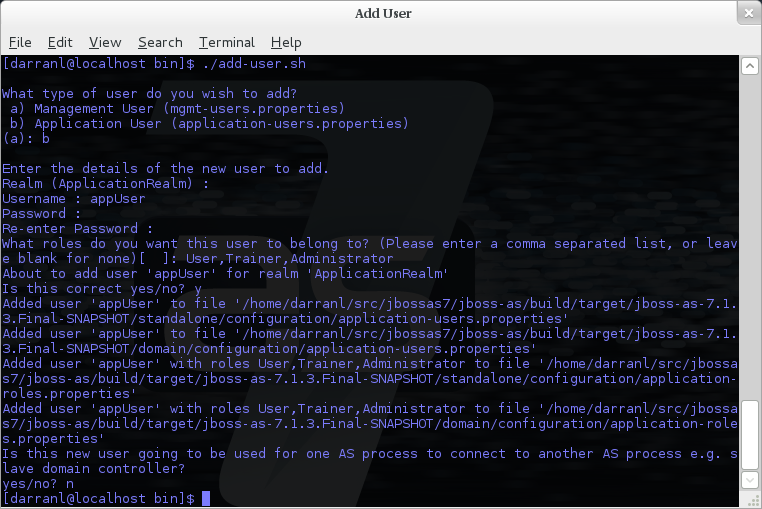 Add User
File Edit View Search Terminal Help
[darranl@localhost bin]$ ./add-user.sh
What type of user do you wish to add?
a) Management User (mgmt-users.properties)
b) Application User (application-users.properties)
(a): b
Enter the details of the new user to add.
Realm (ApplicationRealm) :
Username : appUser
Password :
Re-enter Password :
What roles do you want this user to belong to? (Please enter a comma separated list, or leav
e blank for none)[  ]: User,Trainer,Administrator
About to add user 'appUser' for realm 'ApplicationRealm'
Is this correct yes/no? y
Added user 'appUser' to file '/home/darranl/src/jbossas7/jboss-as/build/target/jboss-as-7.1.
3.Final-SNAPSHOT/standalone/configuration/application-users.properties'
Added user 'appUser' to file '/home/darranl/src/jbossas7/jboss-as/build/target/jboss-as-7.1.
3.Final-SNAPSHOT/domain/configuration/application-users.properties'
Added user 'appUser' with roles User,Trainer,Administrator to file '/home/darranl/src/jbossa
s7/jboss-as/build/target/jboss-as-7.1.3.Final-SNAPSHOT/standalone/configuration/application-
roles.properties'
Added user 'appUser' with roles User,Trainer,Administrator to file '/home/darranl/src/jbossa
s7/jboss-as/build/target/jboss-as-7.1.3.Final-SNAPSHOT/domain/configuration/application-role
s.properties'
Is this new user going to be used for one AS process to connect to another AS process e.g. s
lave domain controller?
yes/no? n
[darranl@localhost bin]$